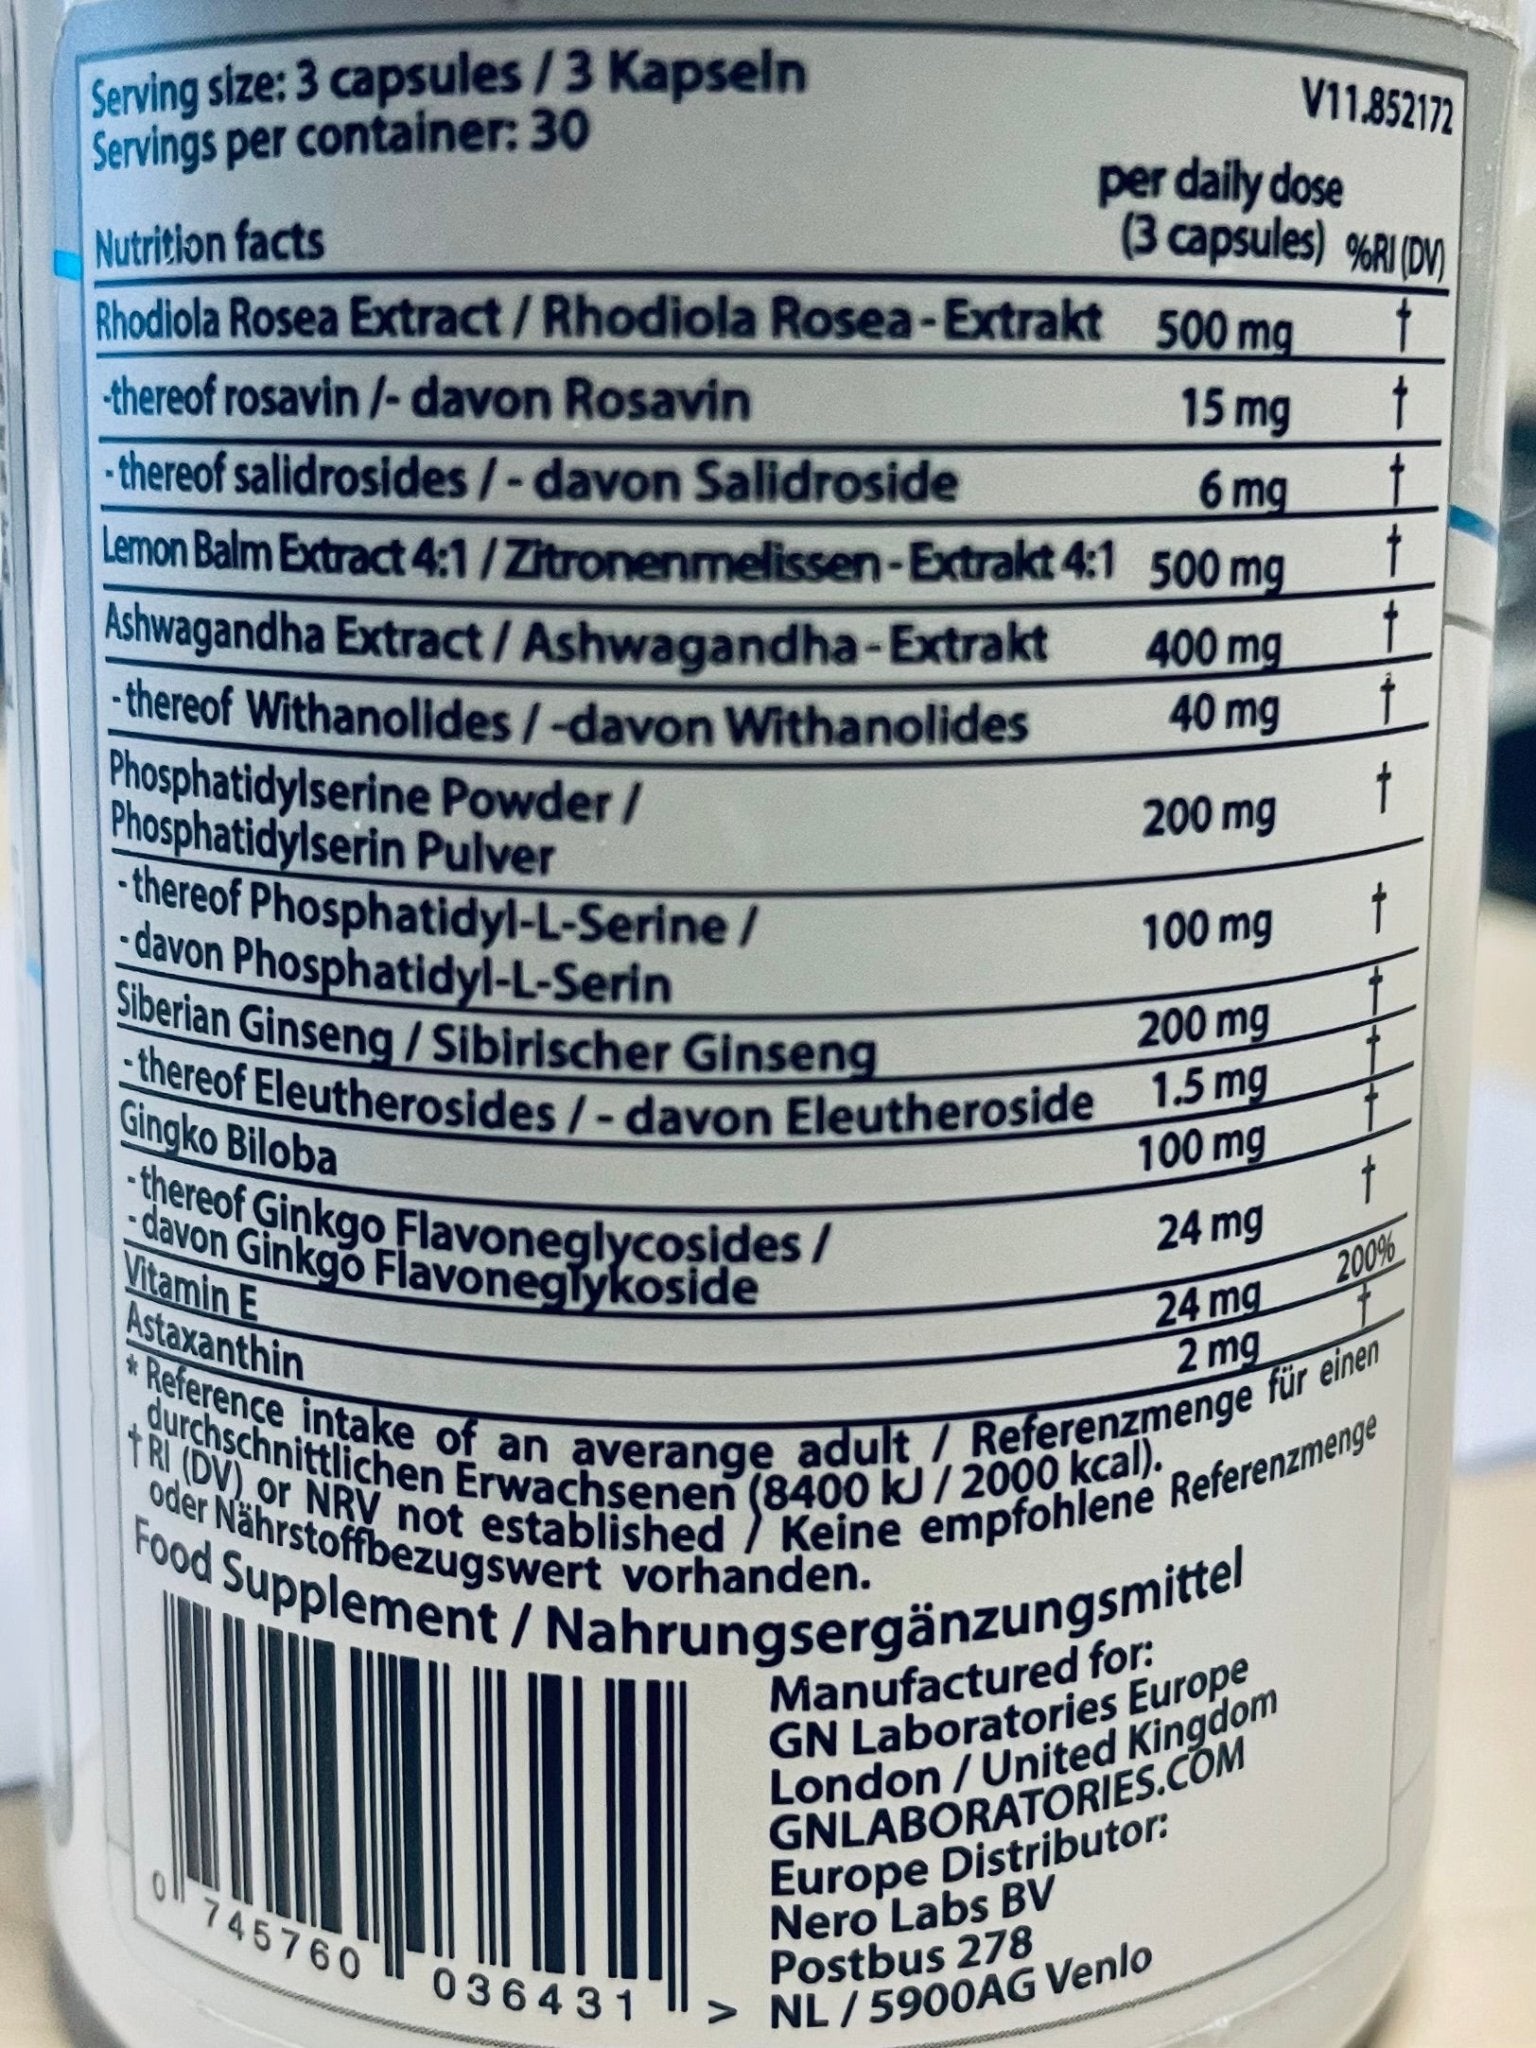 Serving size: 3 capsules / 3 Kapseln
Servings per container: 30
V11.852172
Nutrition facts
per daily dose
(3 capsules) %RI (DV)
Rhodiola Rosea Extract / Rhodiola Rosea - Extrakt 500 mg †
-thereof rosavin /- davon Rosavin 15 mg †
- thereof salidrosides / - davon Salidroside 6 mg †
Lemon Balm Extract 4:1 / Zitronenmelissen - Extrakt 4:1 500 mg †
Ashwagandha Extract / Ashwagandha - Extrakt 400 mg †
- thereof Withanolides / -davon Withanolides 40 mg †
Phosphatidylserine Powder /
Phosphatidylserin Pulver 200 mg †
- thereof Phosphatidyl-L-Serine /
- davon Phosphatidyl-L-Serin 100 mg †
Siberian Ginseng / Sibirischer Ginseng 200 mg †
- thereof Eleutherosides / - davon Eleutheroside 1.5 mg †
Gingko Biloba 100 mg †
- thereof Ginkgo Flavoneglycosides /
- davon Ginkgo Flavoneglykoside 24 mg †
Vitamin E 24 mg 200%
Astaxanthin 2 mg †
* Reference intake of an averange adult / Referenzmenge für einen
durchschnittlichen Erwachsenen (8400 kJ / 2000 kcal).
† RI (DV) or NRV not established / Keine empfohlene Referenzmenge
oder Nährstoffbezugswert vorhanden.
Food Supplement / Nahrungsergänzungsmittel
Manufactured for:
GN Laboratories Europe
London / United Kingdom
GNLABORATORIES.COM
Europe Distributor:
Nero Labs BV
Postbus 278
NL / 5900AG Venlo
0 745760 036431 >